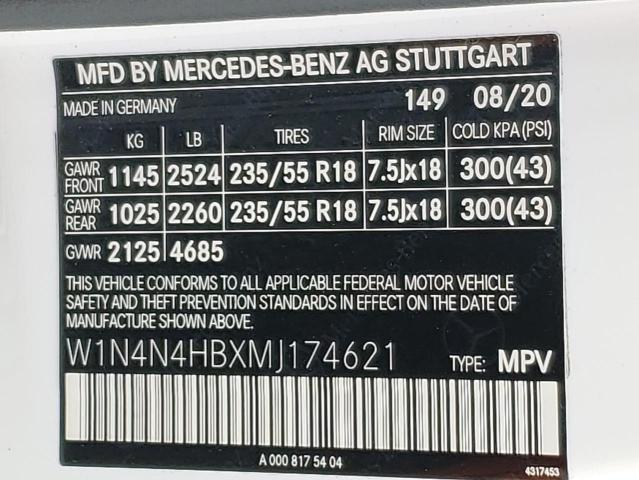 MFD BY MERCEDES-BENZ AG STUTTGART
MADE IN GERMANY 149 08/20
KG LB TIRES RIM SIZE COLD KPA (PSI)
GAWR FRONT 1145 2524 235/55 R18 7.5Jx18 300(43)
GAWR REAR 1025 2260 235/55 R18 7.5Jx18 300(43)
GVWR 2125 4685
THIS VEHICLE CONFORMS TO ALL APPLICABLE FEDERAL MOTOR VEHICLE
SAFETY AND THEFT PREVENTION STANDARDS IN EFFECT ON THE DATE OF
MANUFACTURE SHOWN ABOVE.
W1N4N4HBXMJ174621 TYPE: MPV
A 000 817 54 04
4317453